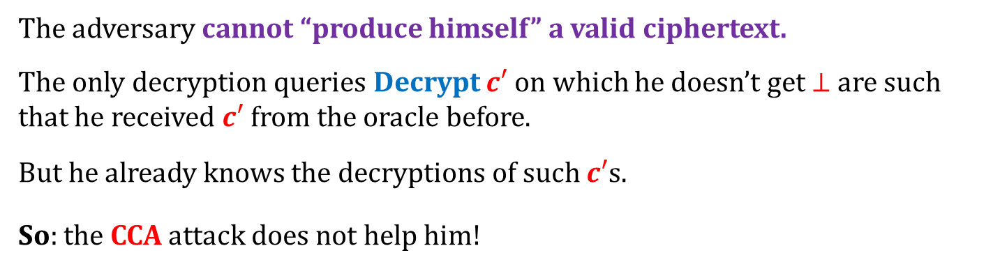 The adversary cannot “produce himself” a valid ciphertext.
The only decryption queries Decrypt c′ on which he doesn’t get ⊥ are such
that he received c′ from the oracle before.
But he already knows the decryptions of such c′s.
So: the CCA attack does not help him!